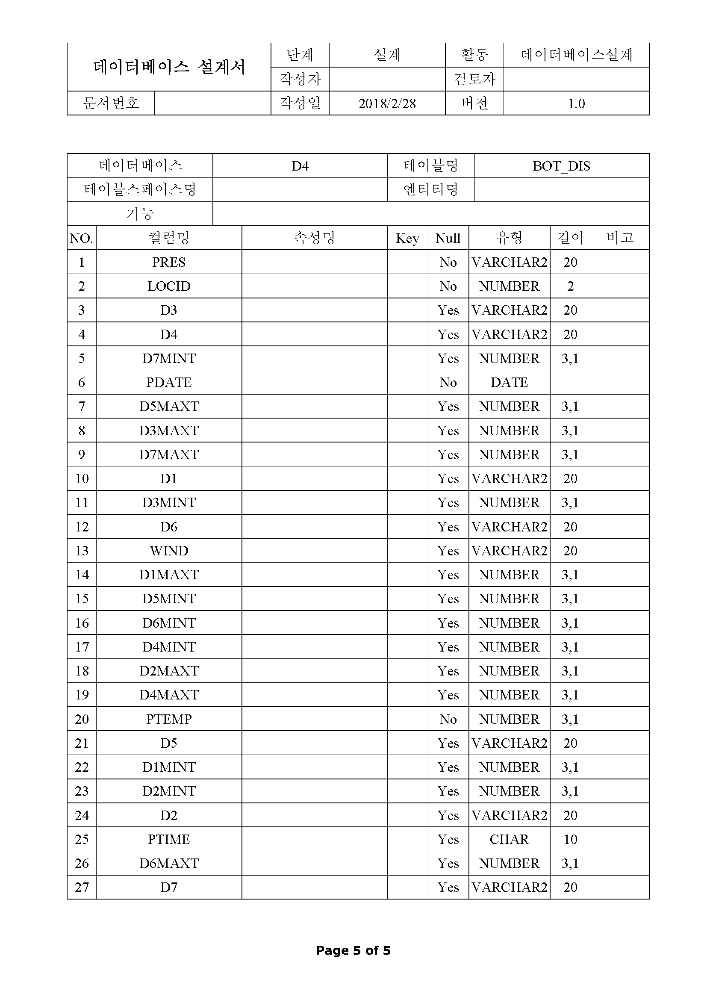 데이터베이스 설계서 단계 설계 활동 데이터베이스설계
작성자 검토자
문서번호 작성일 2018/2/28 버전 1.0
데이터베이스 D4 테이블명 BOT_DIS
테이블스페이스명 엔티티명
기능
NO. 컬럼명 속성명 Key Null 유형 길이 비고
1 PRES No VARCHAR2 20
2 LOCID No NUMBER 2
3 D3 Yes VARCHAR2 20
4 D4 Yes VARCHAR2 20
5 D7MINT Yes NUMBER 3,1
6 PDATE No DATE
7 D5MAXT Yes NUMBER 3,1
8 D3MAXT Yes NUMBER 3,1
9 D7MAXT Yes NUMBER 3,1
10 D1 Yes VARCHAR2 20
11 D3MINT Yes NUMBER 3,1
12 D6 Yes VARCHAR2 20
13 WIND Yes VARCHAR2 20
14 D1MAXT Yes NUMBER 3,1
15 D5MINT Yes NUMBER 3,1
16 D6MINT Yes NUMBER 3,1
17 D4MINT Yes NUMBER 3,1
18 D2MAXT Yes NUMBER 3,1
19 D4MAXT Yes NUMBER 3,1
20 PTEMP No NUMBER 3,1
21 D5 Yes VARCHAR2 20
22 D1MINT Yes NUMBER 3,1
23 D2MINT Yes NUMBER 3,1
24 D2 Yes VARCHAR2 20
25 PTIME Yes CHAR 10
26 D6MAXT Yes NUMBER 3,1
27 D7 Yes VARCHAR2 20
Page 5 of 5